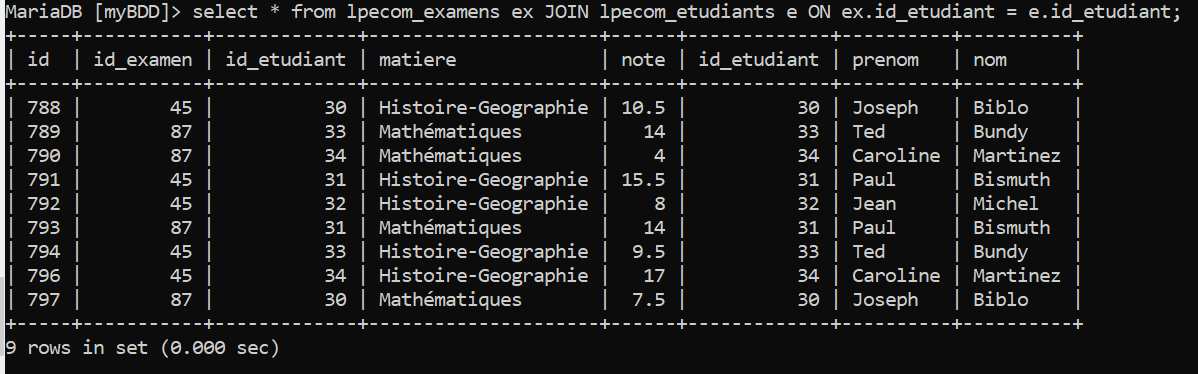 MariaDB [myBDD]> select * from lpecom_examens ex JOIN lpecom_etudiants e ON ex.id_etudiant = e.id_etudiant;
+-----+-----------+-------------+---------------------+------+-------------+----------+----------+
| id  | id_examen | id_etudiant | matiere             | note | id_etudiant | prenom   | nom      |
+-----+-----------+-------------+---------------------+------+-------------+----------+----------+
| 788 |        45 |          30 | Histoire-Geographie | 10.5 |          30 | Joseph   | Biblo    |
| 789 |        87 |          33 | Mathématiques       |   14 |          33 | Ted      | Bundy    |
| 790 |        87 |          34 | Mathématiques       |    4 |          34 | Caroline | Martinez |
| 791 |        45 |          31 | Histoire-Geographie | 15.5 |          31 | Paul     | Bismuth  |
| 792 |        45 |          32 | Histoire-Geographie |    8 |          32 | Jean     | Michel   |
| 793 |        87 |          31 | Mathématiques       |   14 |          31 | Paul     | Bismuth  |
| 794 |        45 |          33 | Histoire-Geographie |  9.5 |          33 | Ted      | Bundy    |
| 796 |        45 |          34 | Histoire-Geographie |   17 |          34 | Caroline | Martinez |
| 797 |        87 |          30 | Mathématiques       |  7.5 |          30 | Joseph   | Biblo    |
+-----+-----------+-------------+---------------------+------+-------------+----------+----------+
9 rows in set (0.000 sec)